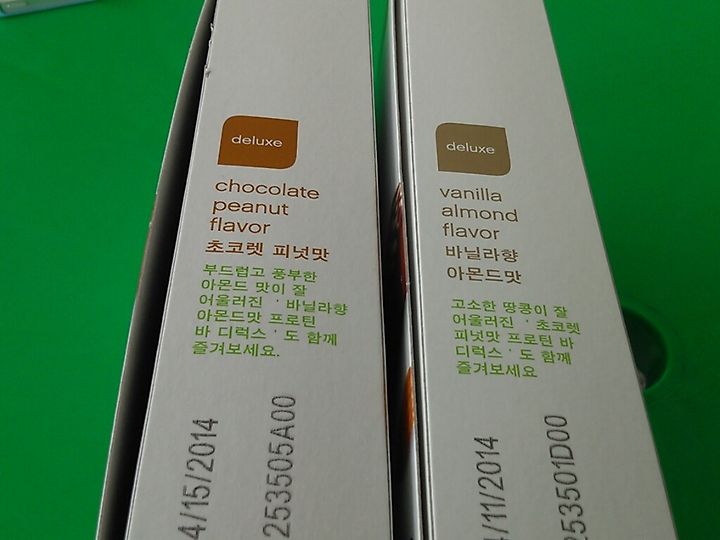 deluxe
chocolate
peanut
flavor
초코렛 피넛맛
부드럽고 풍부한
아몬드 맛이 잘
어울러진 '바닐라향
아몬드맛 프로틴
바 디럭스'도 함께
즐겨보세요.
4/15/2014
253505A00
deluxe
vanilla
almond
flavor
바닐라향
아몬드맛
고소한 땅콩이 잘
어울러진 '초코렛
피넛맛 프로틴 바
디럭스'도 함께
즐겨보세요
4/11/2014
253501D00